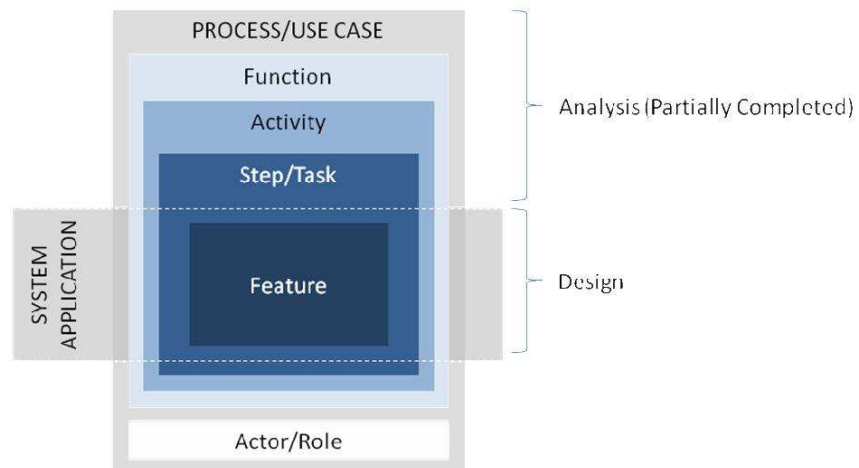 PROCESS/USE CASE
Function
Activity
Analysis (Partially Completed)
Step/Task
SYSTEM
APPLICATION
Feature
Design
Actor/Role